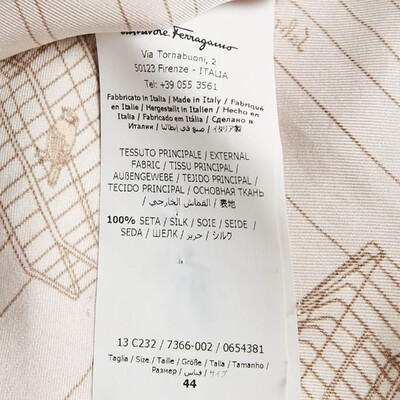 Salvatore Ferragamo
Via Tornabuoni, 2
50123 Firenze - ITALIA
Tel: +39 055 3561
Fabbricato in Italia / Made in Italy / Fabriqué
en Italie / Hergestellt in Italien / Hecho en
Italia / Fabricado em Itália / Сделано в
Италии / صنع في إيطاليا / イタリア製
TESSUTO PRINCIPALE / EXTERNAL
FABRIC / TISSU PRINCIPAL /
AUßENGEWEBE / TEJIDO PRINCIPAL /
TECIDO PRINCIPAL / ОСНОВНАЯ ТКАНЬ
/ القماش الخارجي / 表地
100% SETA / SILK / SOIE / SEIDE /
SEDA / ШЕЛК / حرير / シルク
13 C232 / 7366-002 / 0654381
Taglia / Size / Taille / Größe / Talla / Tamanho /
Размер / قياس / サイズ
44